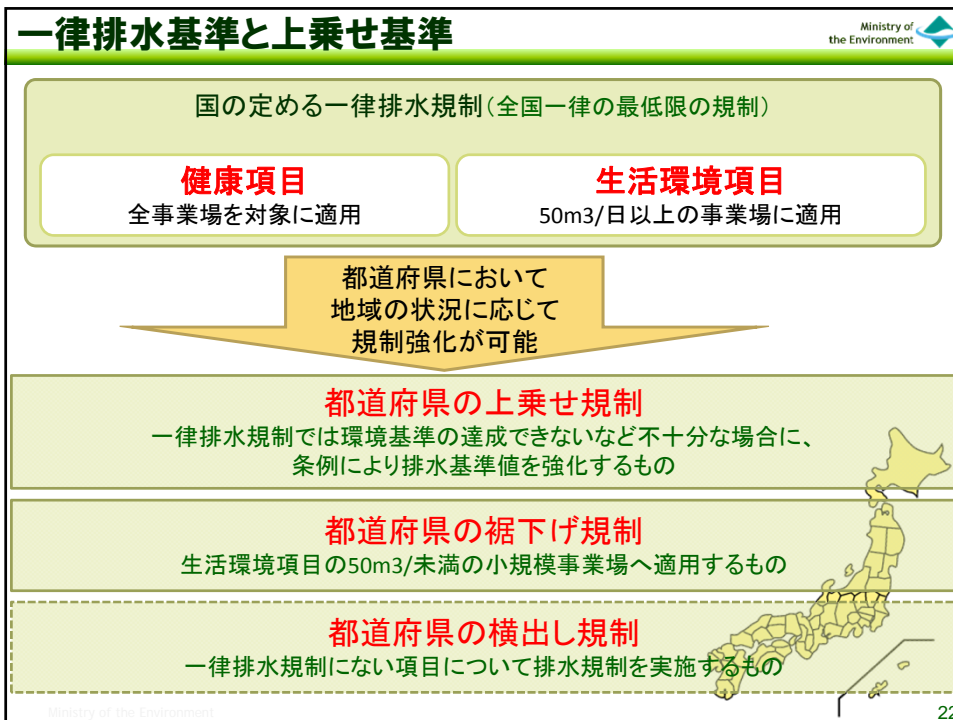 一律排水基準と上乗せ基準
Ministry of
the Environment
国の定める一律排水規制(全国一律の最低限の規制)
健康項目
全事業場を対象に適用
生活環境項目
50m3/日以上の事業場に適用
都道府県において
地域の状況に応じて
規制強化が可能
都道府県の上乗せ規制
一律排水規制では環境基準の達成できないなど不十分な場合に、
条例により排水基準値を強化するもの
都道府県の裾下げ規制
生活環境項目の50m3/未満の小規模事業場へ適用するもの
都道府県の横出し規制
一律排水規制にない項目について排水規制を実施するもの
Ministry of the Environment
22